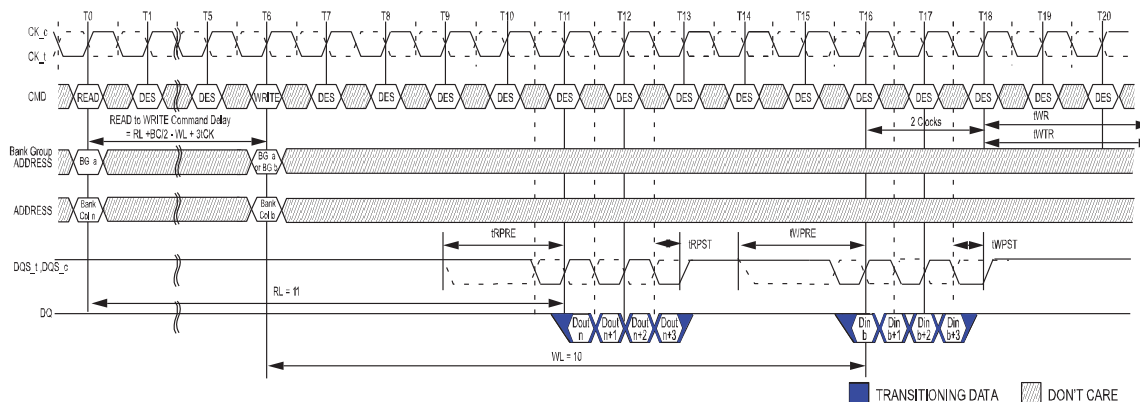 T0 T1 T5 T6 T7 T8 T9 T10 T11 T12 T13 T14 T15 T16 T17 T18 T19 T20
CK_c
CK_t
CMD READ DES DES WRITE DES DES DES DES DES DES DES DES DES DES DES DES DES DES
READ to WRITE Command Delay
= RL +BC/2 - WL + 3tCK
2 Clocks
tWR
tWTR
Bank Group
ADDRESS
BG a
BG a
or BG b
ADDRESS
Bank
Col n
Bank
Col b
tRPRE tRPST tWPRE tWPST
DQS_t,DQS_c
RL = 11
DQ
Dout
n
Dout
n+1
Dout
n+2
Dout
n+3
Din
b
Din
b+1
Din
b+2
Din
b+3
WL = 10
TRANSITIONING DATA DON'T CARE